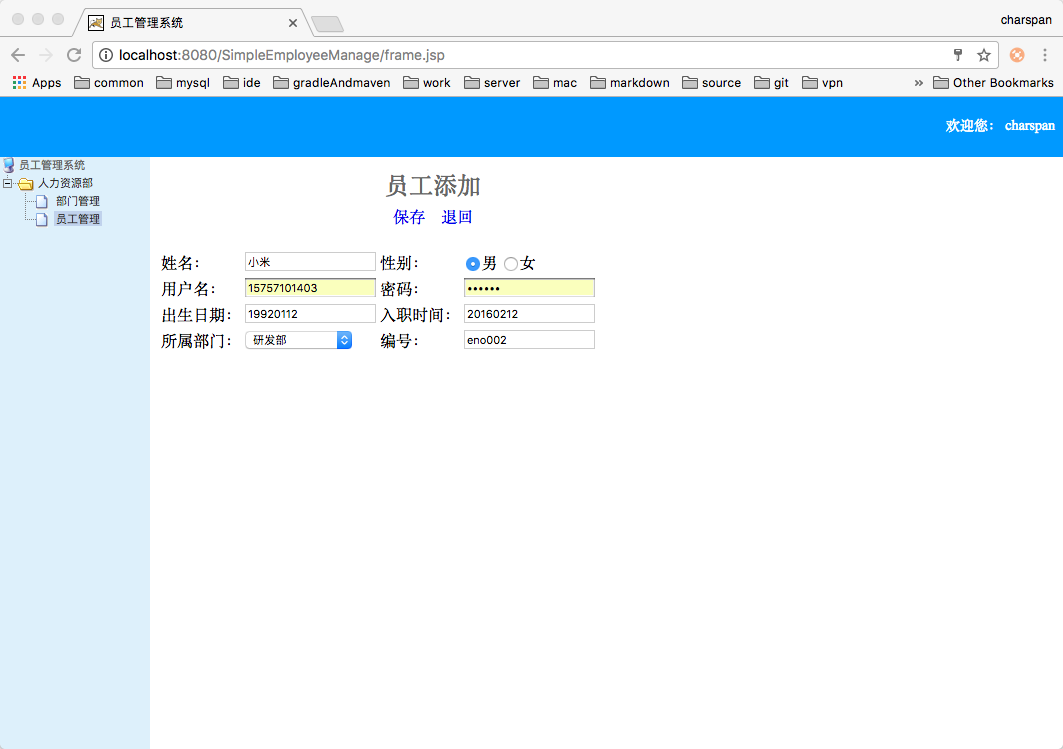 员工管理系统
charspan
localhost:8080/SimpleEmployeeManage/frame.jsp
Apps common mysql ide gradleAndmaven work server mac markdown source git vpn » Other Bookmarks
欢迎您： charspan
员工管理系统
人力资源部
部门管理
员工管理
员工添加
保存 退回
姓名： 小米 性别： 男 女
用户名： 15757101403 密码： ••••••
出生日期： 19920112 入职时间： 20160212
所属部门： 研发部 编号： eno002